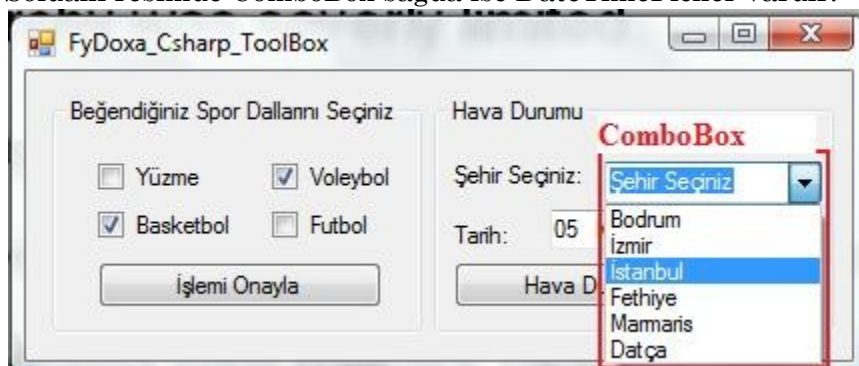 FyDoxa_Csharp_ToolBox
Beğendiğiniz Spor Dallarını Seçiniz
Yüzme
Voleybol
Basketbol
Futbol
İşlemi Onayla
Hava Durumu
ComboBox
Şehir Seçiniz:
Şehir Seçiniz
Tarih:
05
Hava D
Bodrum
İzmir
İstanbul
Fethiye
Marmaris
Datça